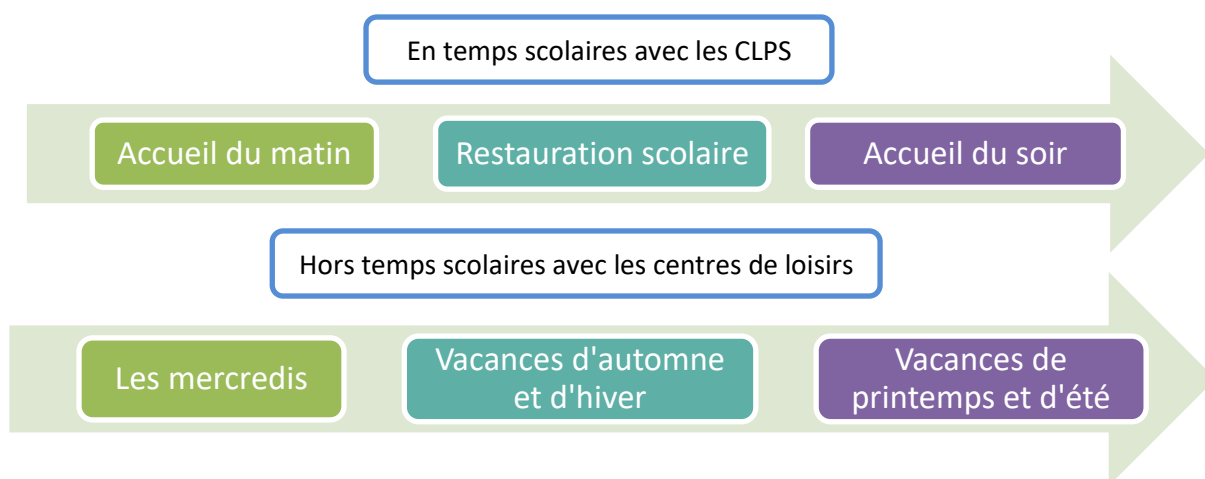 En temps scolaires avec les CLPS
Accueil du matin
Restauration scolaire
Accueil du soir
Hors temps scolaires avec les centres de loisirs
Les mercredis
Vacances d'automne
et d'hiver
Vacances de
printemps et d'été